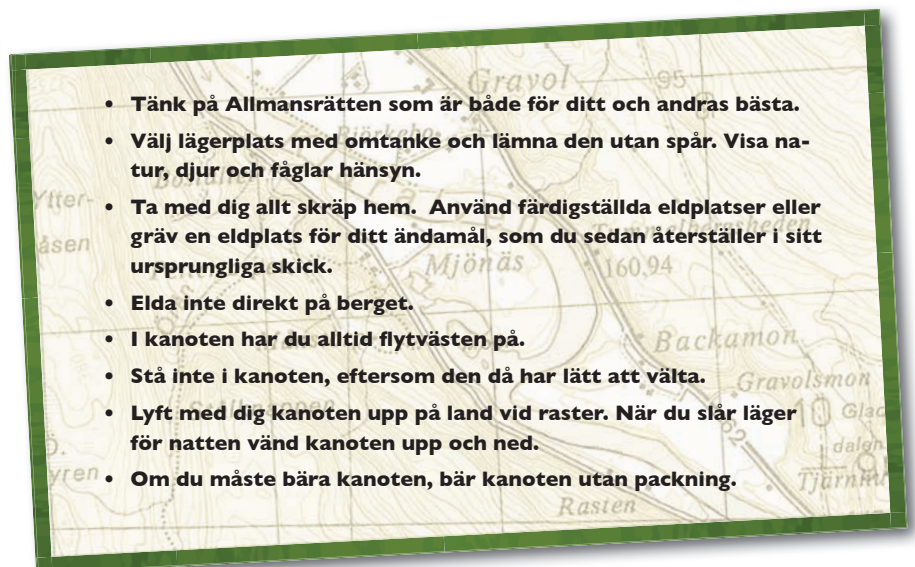 • Tänk på Allmansrätten som är både för ditt och andras bästa.
• Välj lägerplats med omtanke och lämna den utan spår. Visa na-
tur, djur och fåglar hänsyn.
• Ta med dig allt skräp hem. Använd färdigställda eldplatser eller
gräv en eldplats för ditt ändamål, som du sedan återställer i sitt
ursprungliga skick.
• Elda inte direkt på berget.
• I kanoten har du alltid flytvästen på.
• Stå inte i kanoten, eftersom den då har lätt att välta.
• Lyft med dig kanoten upp på land vid raster. När du slår läger
för natten vänd kanoten upp och ned.
• Om du måste bära kanoten, bär kanoten utan packning.
Gravol
95
Ytter-
åsen
Mjönäs
160,94
Backamon
Gravolsmon
10
62
Rasten